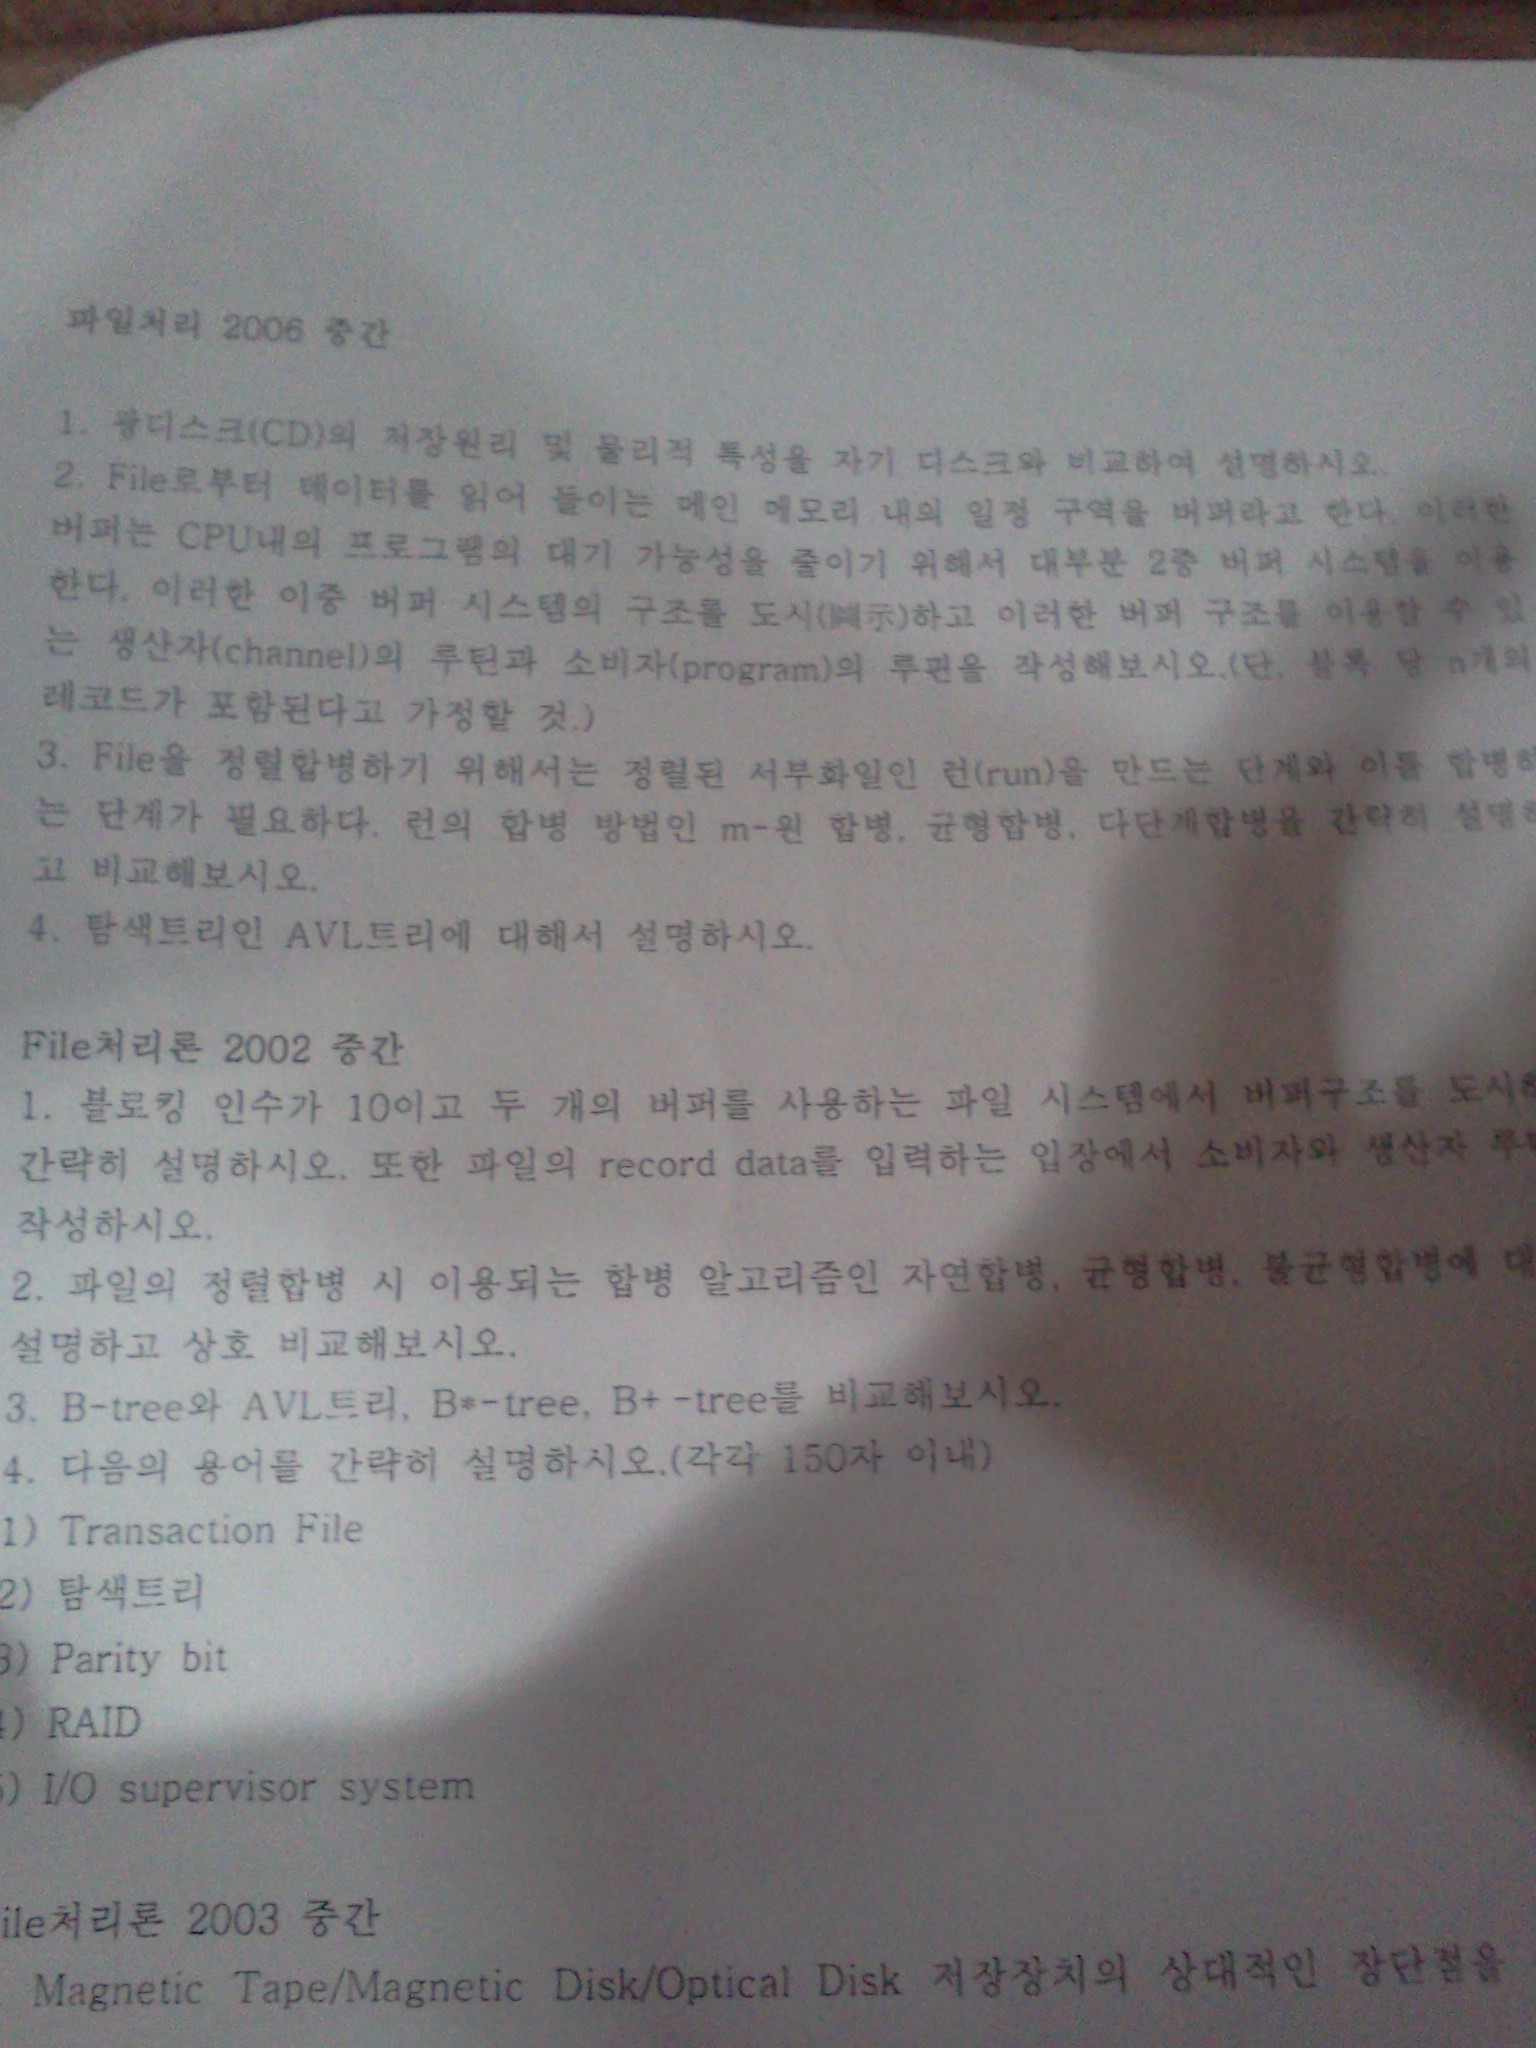 파일처리 2006 중간
1. 광디스크(CD)의 저장원리 및 물리적 특성을 자기 디스크와 비교하여 설명하시오.
2. File로부터 데이터를 읽어 들이는 메인 메모리 내의 일정 구역을 버퍼라고 한다. 이러한
버퍼는 CPU내의 프로그램의 대기 가능성을 줄이기 위해서 대부분 2중 버퍼 시스템을 이용
한다. 이러한 이중 버퍼 시스템의 구조를 도시(圖示)하고 이러한 버퍼 구조를 이용할 수 있
는 생산자(channel)의 루틴과 소비자(program)의 루틴을 작성해보시오.(단, 블록 당 n개의
레코드가 포함된다고 가정할 것.)
3. File을 정렬합병하기 위해서는 정렬된 서부화일인 런(run)을 만드는 단계와 이들 합병하
는 단계가 필요하다. 런의 합병 방법인 m-원 합병, 균형합병, 다단계합병을 간략히 설명하
고 비교해보시오.
4. 탐색트리인 AVL트리에 대해서 설명하시오.
File처리론 2002 중간
1. 블로킹 인수가 10이고 두 개의 버퍼를 사용하는 파일 시스템에서 버퍼구조를 도시하
간략히 설명하시오. 또한 파일의 record data를 입력하는 입장에서 소비자와 생산자
작성하시오.
2. 파일의 정렬합병 시 이용되는 합병 알고리즘인 자연합병, 균형합병, 불균형합병에 대
설명하고 상호 비교해보시오.
3. B-tree와 AVL트리, B*-tree, B+ -tree를 비교해보시오.
4. 다음의 용어를 간략히 설명하시오.(각각 150자 이내)
1) Transaction File
2) 탐색트리
3) Parity bit
4) RAID
5) I/O supervisor system
ile처리론 2003 중간
Magnetic Tape/Magnetic Disk/Optical Disk 저장장치의 상대적인 장단점을